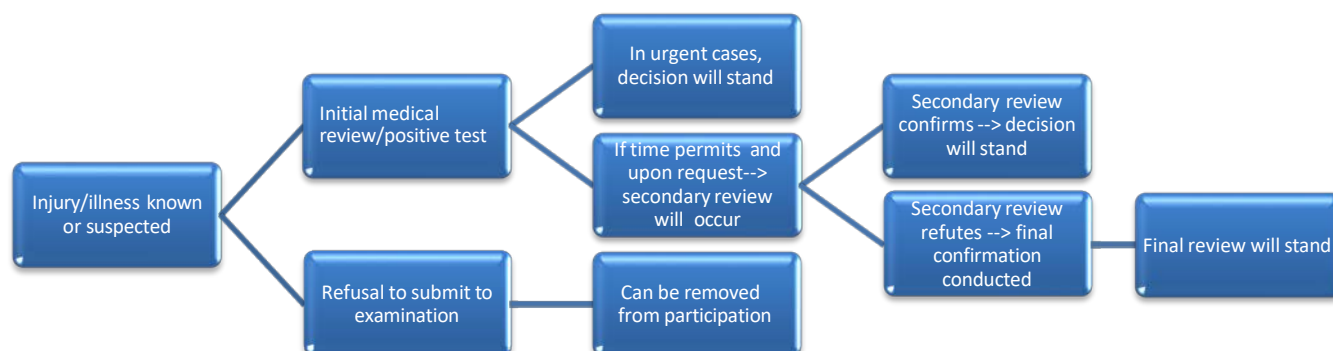 Injury/illness known
or suspected
Initial medical
review/positive test
Refusal to submit to
examination
In urgent cases,
decision will stand
If time permits and
upon request-->
secondary review
will occur
Can be removed
from participation
Secondary review
confirms --> decision
will stand
Secondary review
refutes --> final
confirmation
conducted
Final review will stand